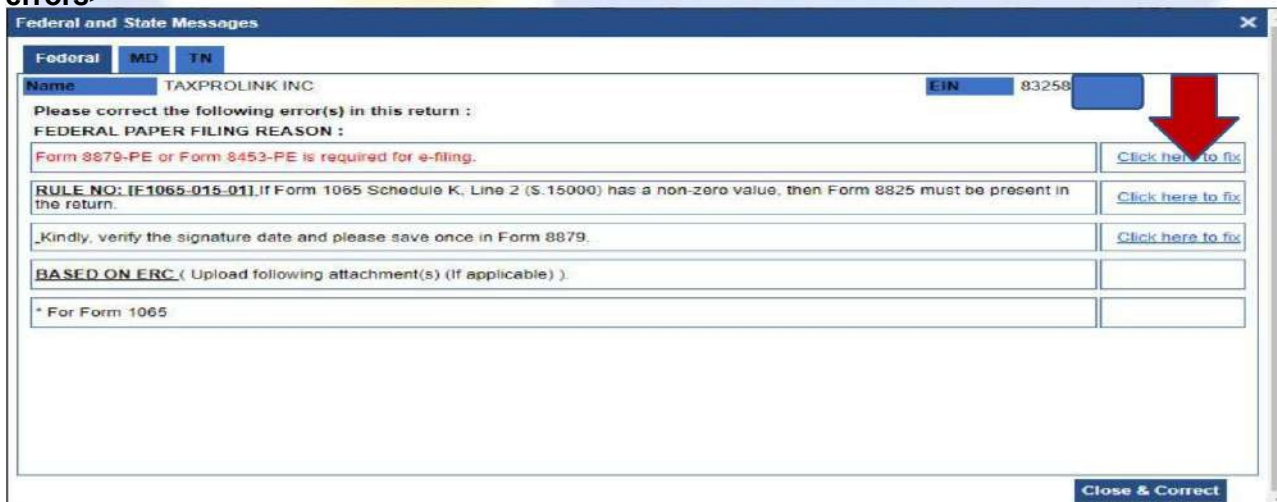 errors>
Federal and State Messages ×
Federal MD TN
Name TAXPROLINK INC EIN 83258
Please correct the following error(s) in this return :
FEDERAL PAPER FILING REASON :
Form 8879-PE or Form 8453-PE is required for e-filing. Click here to fix
RULE NO: [F1065-015-01] If Form 1065 Schedule K, Line 2 ($.15000) has a non-zero value, then Form 8825 must be present in
the return. Click here to fix
Kindly, verify the signature date and please save once in Form 8879. Click here to fix
BASED ON ERC ( Upload following attachment(s) (If applicable) ).
* For Form 1065
Close & Correct